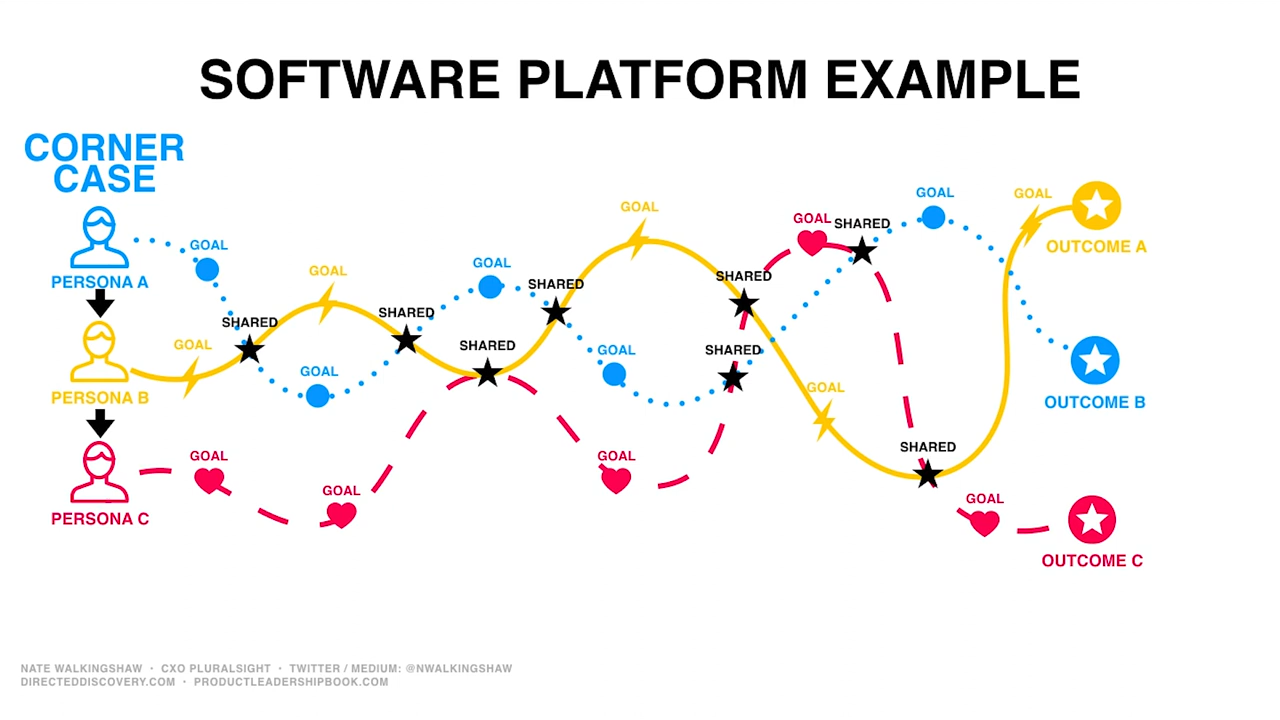 SOFTWARE PLATFORM EXAMPLE
CORNER
CASE
PERSONA A
PERSONA B
PERSONA C
GOAL
GOAL
GOAL
SHARED
GOAL
GOAL
GOAL
SHARED
GOAL
SHARED
SHARED
GOAL
GOAL
GOAL
SHARED
SHARED
GOAL
SHARED
GOAL
GOAL
SHARED
GOAL
GOAL
OUTCOME A
OUTCOME B
OUTCOME C
NATE WALKINGSHAW • CXO PLURALSIGHT • TWITTER / MEDIUM: @NWALKINGSHAW
DIRECTEDDISCOVERY.COM • PRODUCTLEADERSHIPBOOK.COM